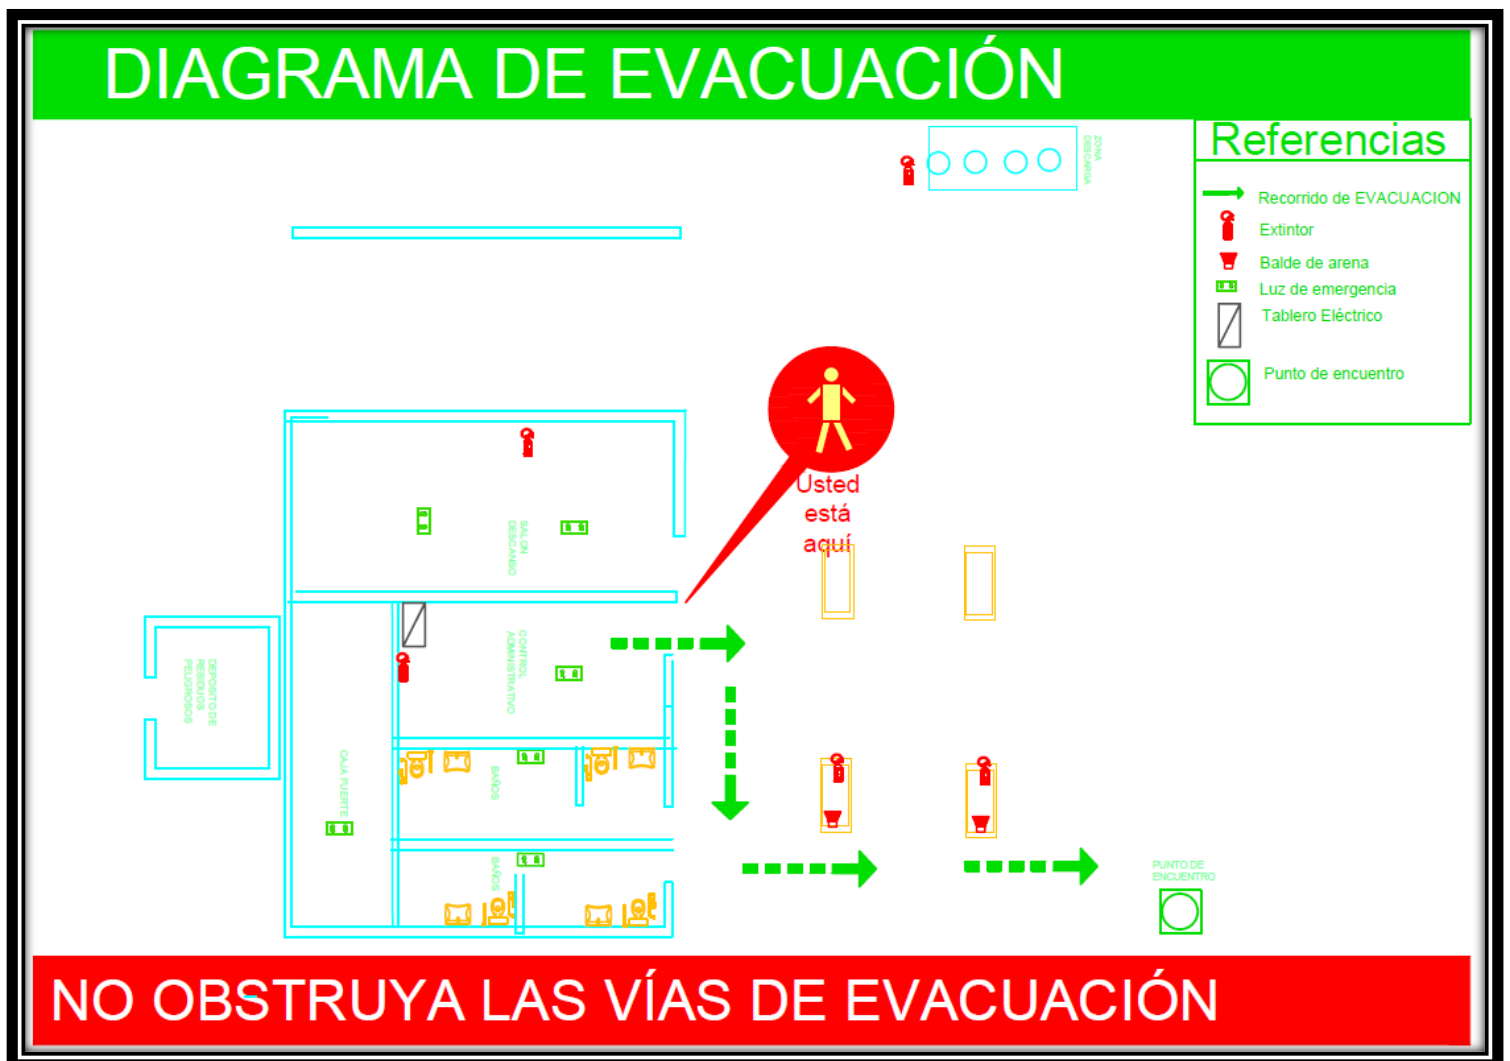 DIAGRAMA DE EVACUACIÓN
Referencias
Recorrido de EVACUACION
Extintor
Balde de arena
Luz de emergencia
Tablero Eléctrico
Punto de encuentro
ZONA
DESCARGA
Usted
está
aquí
SALON
DESCANSO
CONTROL
ADMINISTRATIVO
DEPOSITO DE
RESIDUOS
PELIGROSOS
CAJA FUERTE
BAÑOS
BAÑOS
PUNTO DE
ENCUENTRO
NO OBSTRUYA LAS VÍAS DE EVACUACIÓN